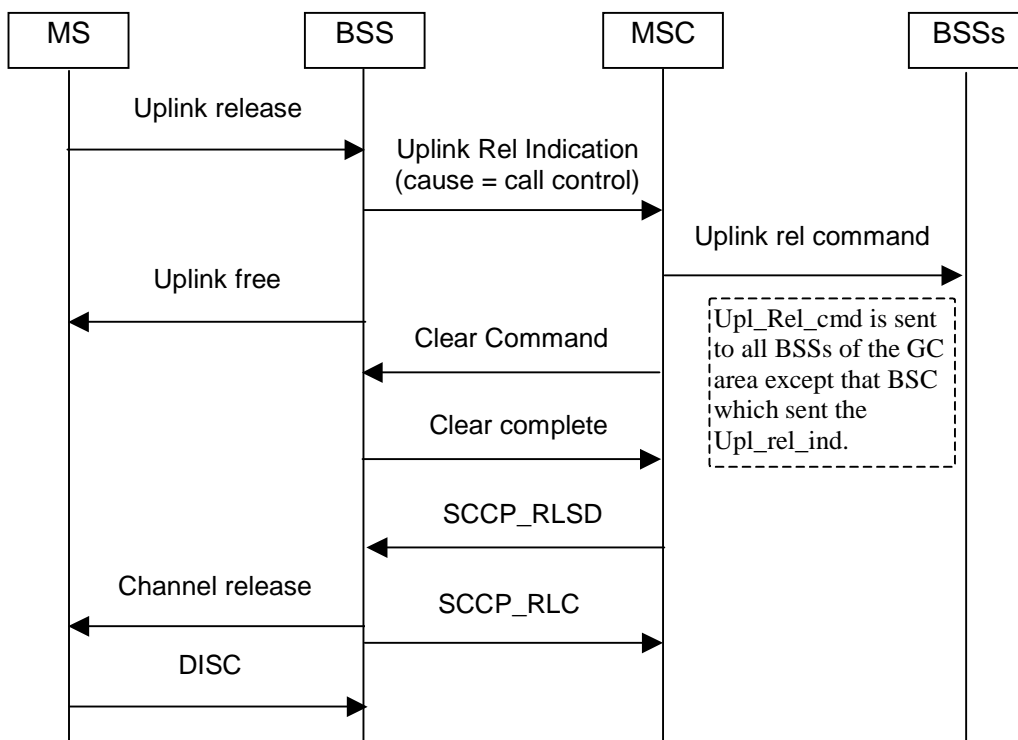 MS
BSS
MSC
BSSs
Uplink release
Uplink Rel Indication
(cause = call control)
Uplink rel command
Uplink free
Upl_Rel_cmd is sent
to all BSSs of the GC
area except that BSC
which sent the
Upl_rel_ind.
Clear Command
Clear complete
SCCP_RLSD
Channel release
SCCP_RLC
DISC